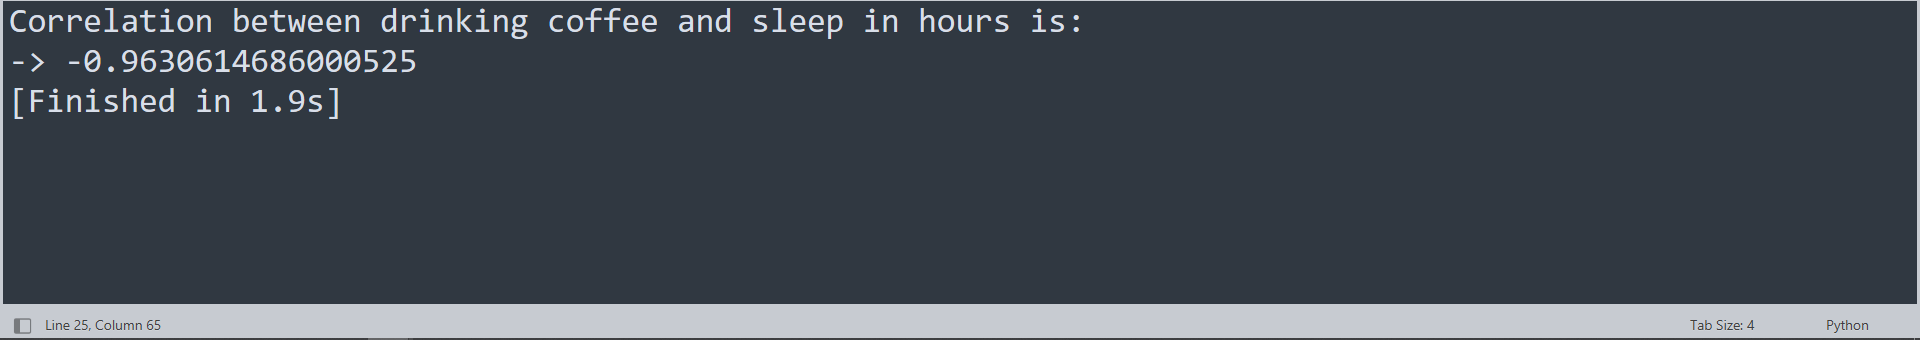 Correlation between drinking coffee and sleep in hours is:
-> -0.9630614686000525
[Finished in 1.9s]
Line 25, Column 65
Tab Size: 4
Python